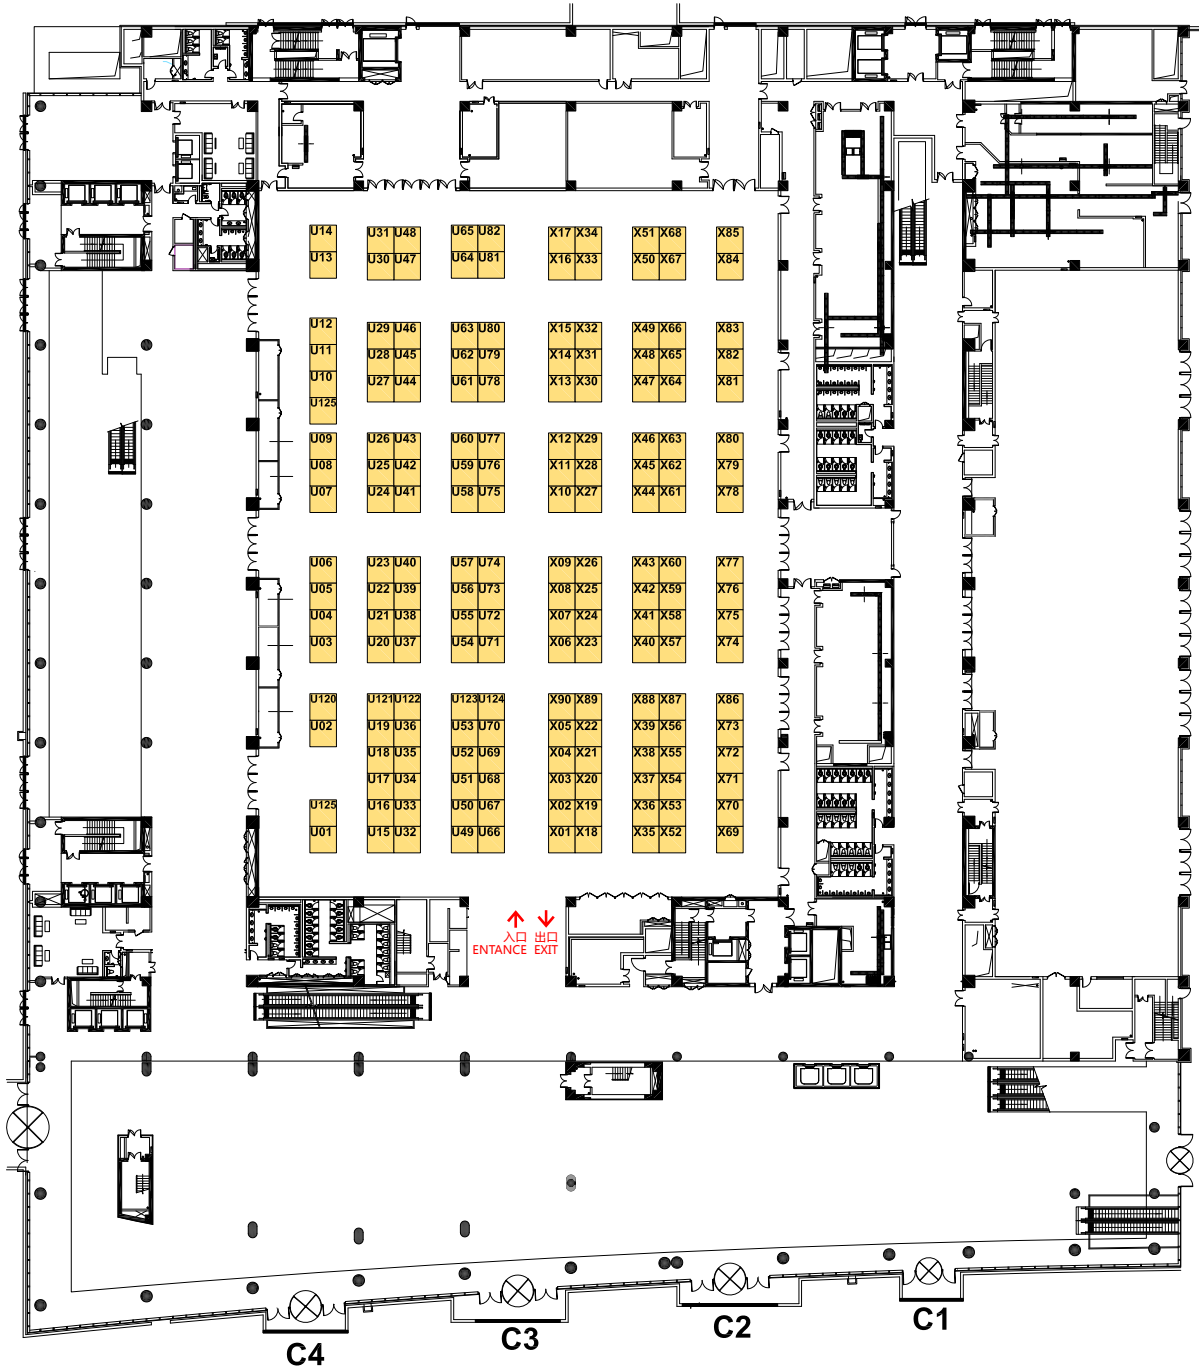 U14 U31 U48 U65 U82 X17 X34 X51 X68 X85
U13 U30 U47 U64 U81 X16 X33 X50 X67 X84
U12 U29 U46 U63 U80 X15 X32 X49 X66 X83
U11 U28 U45 U62 U79 X14 X31 X48 X65 X82
U10 U27 U44 U61 U78 X13 X30 X47 X64 X81
U125
U09 U26 U43 U60 U77 X12 X29 X46 X63 X80
U08 U25 U42 U59 U76 X11 X28 X45 X62 X79
U07 U24 U41 U58 U75 X10 X27 X44 X61 X78
U06 U23 U40 U57 U74 X09 X26 X43 X60 X77
U05 U22 U39 U56 U73 X08 X25 X42 X59 X76
U04 U21 U38 U55 U72 X07 X24 X41 X58 X75
U03 U20 U37 U54 U71 X06 X23 X40 X57 X74
U120 U121 U122 U123 U124 X90 X89 X88 X87 X86
U02 U19 U36 U53 U70 X05 X22 X39 X56 X73
U18 U35 U52 U69 X04 X21 X38 X55 X72
U17 U34 U51 U68 X03 X20 X37 X54 X71
U125 U16 U33 U50 U67 X02 X19 X36 X53 X70
U01 U15 U32 U49 U66 X01 X18 X35 X52 X69
入口 出口
ENTANCE EXIT
C4 C3 C2 C1